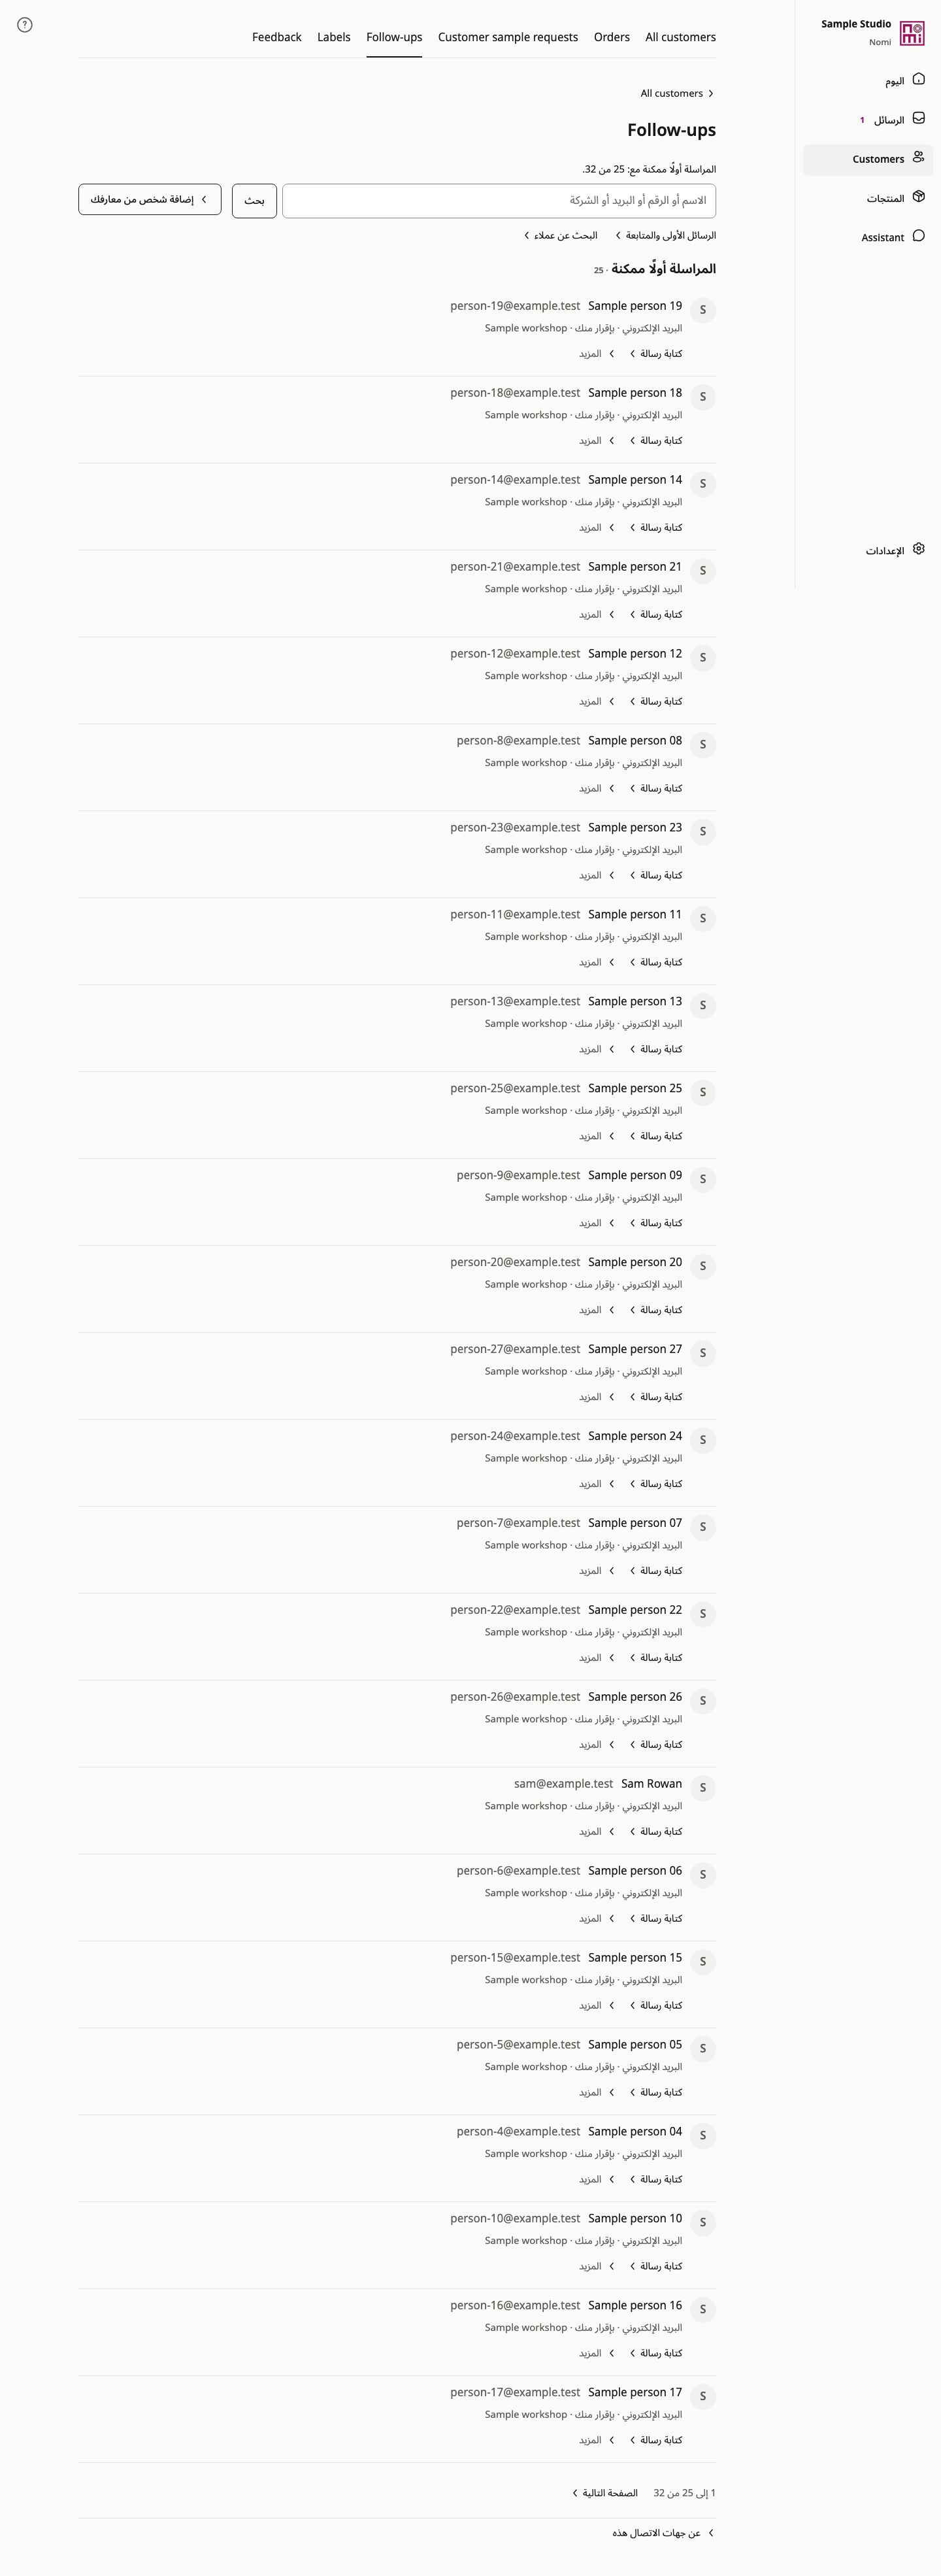 Sample Studio
Nomi
اليوم
الرسائل 1
Customers
المنتجات
Assistant
الإعدادات
All customers
Orders
Customer sample requests
Follow-ups
Labels
Feedback
All customers
Follow-ups
المراسلة أولًا ممكنة مع: 25 من 32.
الاسم أو الرقم أو البريد أو الشركة
بحث
إضافة شخص من معارفك
الرسائل الأولى والمتابعة
البحث عن عملاء
المراسلة أولًا ممكنة · 25
S
Sample person 19 person-19@example.test
البريد الإلكتروني · بإقرار منك · Sample workshop
كتابة رسالة المزيد
S
Sample person 18 person-18@example.test
البريد الإلكتروني · بإقرار منك · Sample workshop
كتابة رسالة المزيد
S
Sample person 14 person-14@example.test
البريد الإلكتروني · بإقرار منك · Sample workshop
كتابة رسالة المزيد
S
Sample person 21 person-21@example.test
البريد الإلكتروني · بإقرار منك · Sample workshop
كتابة رسالة المزيد
S
Sample person 12 person-12@example.test
البريد الإلكتروني · بإقرار منك · Sample workshop
كتابة رسالة المزيد
S
Sample person 08 person-8@example.test
البريد الإلكتروني · بإقرار منك · Sample workshop
كتابة رسالة المزيد
S
Sample person 23 person-23@example.test
البريد الإلكتروني · بإقرار منك · Sample workshop
كتابة رسالة المزيد
S
Sample person 11 person-11@example.test
البريد الإلكتروني · بإقرار منك · Sample workshop
كتابة رسالة المزيد
S
Sample person 13 person-13@example.test
البريد الإلكتروني · بإقرار منك · Sample workshop
كتابة رسالة المزيد
S
Sample person 25 person-25@example.test
البريد الإلكتروني · بإقرار منك · Sample workshop
كتابة رسالة المزيد
S
Sample person 09 person-9@example.test
البريد الإلكتروني · بإقرار منك · Sample workshop
كتابة رسالة المزيد
S
Sample person 20 person-20@example.test
البريد الإلكتروني · بإقرار منك · Sample workshop
كتابة رسالة المزيد
S
Sample person 27 person-27@example.test
البريد الإلكتروني · بإقرار منك · Sample workshop
كتابة رسالة المزيد
S
Sample person 24 person-24@example.test
البريد الإلكتروني · بإقرار منك · Sample workshop
كتابة رسالة المزيد
S
Sample person 07 person-7@example.test
البريد الإلكتروني · بإقرار منك · Sample workshop
كتابة رسالة المزيد
S
Sample person 22 person-22@example.test
البريد الإلكتروني · بإقرار منك · Sample workshop
كتابة رسالة المزيد
S
Sample person 26 person-26@example.test
البريد الإلكتروني · بإقرار منك · Sample workshop
كتابة رسالة المزيد
S
Sam Rowan sam@example.test
البريد الإلكتروني · بإقرار منك · Sample workshop
كتابة رسالة المزيد
S
Sample person 06 person-6@example.test
البريد الإلكتروني · بإقرار منك · Sample workshop
كتابة رسالة المزيد
S
Sample person 15 person-15@example.test
البريد الإلكتروني · بإقرار منك · Sample workshop
كتابة رسالة المزيد
S
Sample person 05 person-5@example.test
البريد الإلكتروني · بإقرار منك · Sample workshop
كتابة رسالة المزيد
S
Sample person 04 person-4@example.test
البريد الإلكتروني · بإقرار منك · Sample workshop
كتابة رسالة المزيد
S
Sample person 10 person-10@example.test
البريد الإلكتروني · بإقرار منك · Sample workshop
كتابة رسالة المزيد
S
Sample person 16 person-16@example.test
البريد الإلكتروني · بإقرار منك · Sample workshop
كتابة رسالة المزيد
S
Sample person 17 person-17@example.test
البريد الإلكتروني · بإقرار منك · Sample workshop
كتابة رسالة المزيد
1 إلى 25 من 32 الصفحة التالية
عن جهات الاتصال هذه